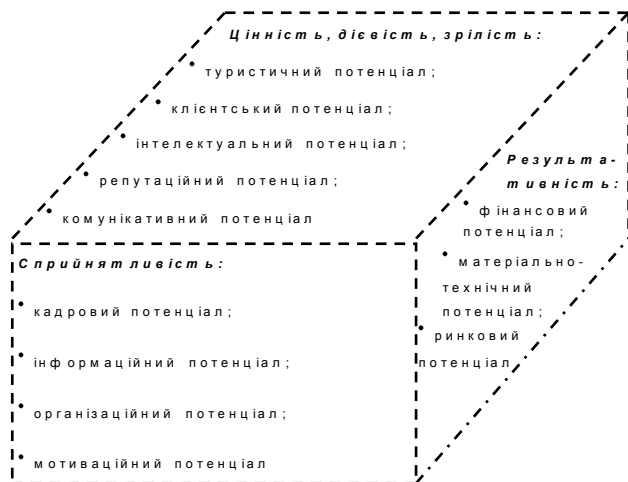 Цінність, дієвість, зрілість:
• туристичний потенціал;
• клієнтський потенціал;
• інтелектуальний потенціал;
• репутаційний потенціал;
• комунікативний потенціал
Результа-
тивність:
• фінансовий
потенціал;
• матеріально-
технічний
потенціал;
• ринковий
потенціал
Сприйнятливість:
• кадровий потенціал;
• інформаційний потенціал;
• організаційний потенціал;
• мотиваційний потенціал